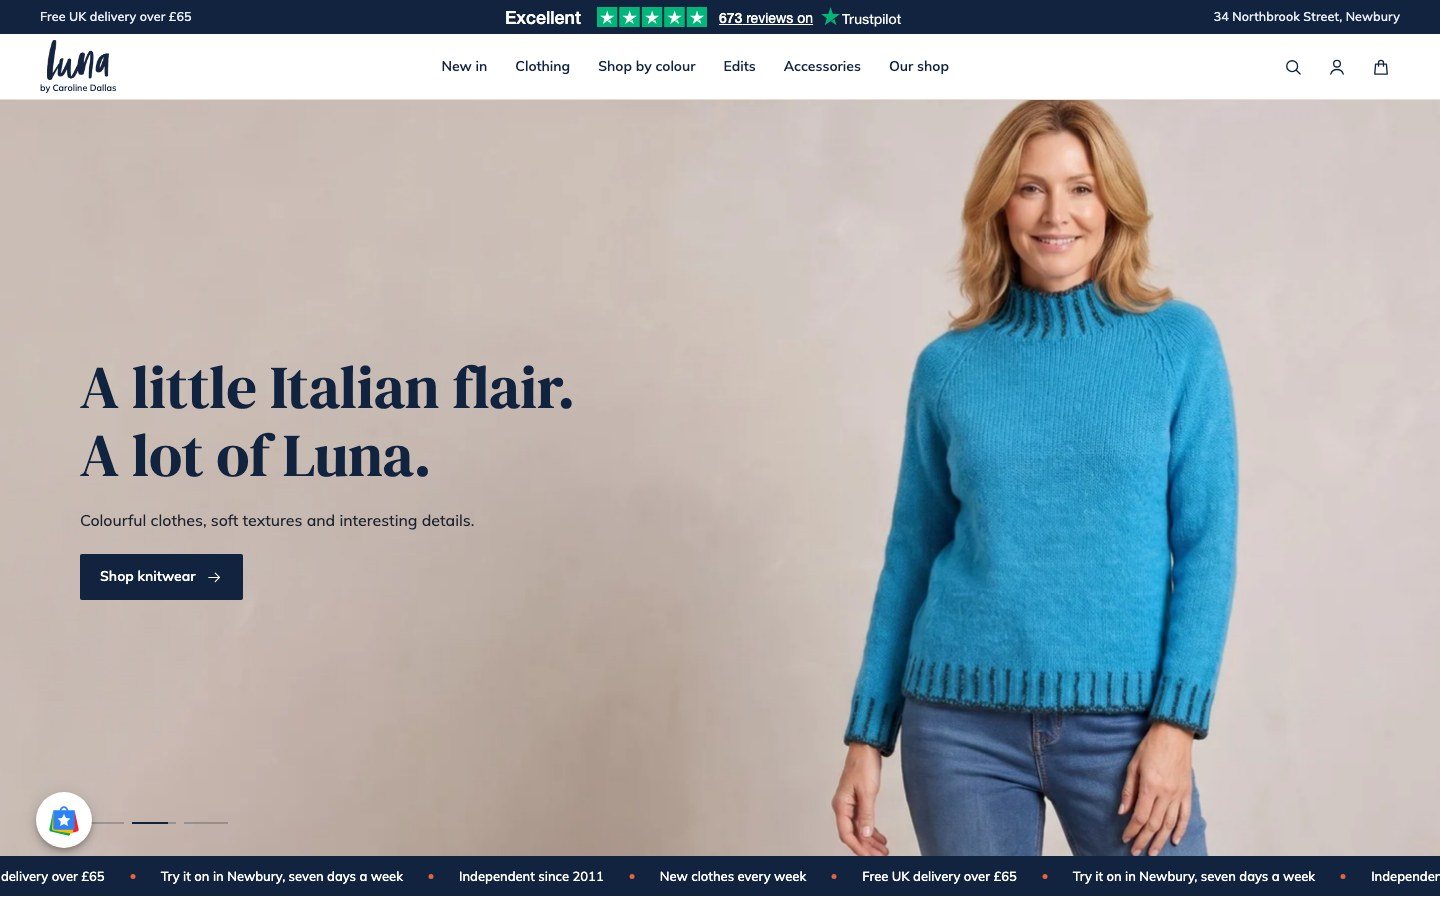 Free UK delivery over £65
Excellent 673 reviews on Trustpilot
34 Northbrook Street, Newbury
luna
by Caroline Dallas
New in Clothing Shop by colour Edits Accessories Our shop
A little Italian flair.
A lot of Luna.
Colourful clothes, soft textures and interesting details.
Shop knitwear →
delivery over £65 • Try it on in Newbury, seven days a week • Independent since 2011 • New clothes every week • Free UK delivery over £65 • Try it on in Newbury, seven days a week • Independen